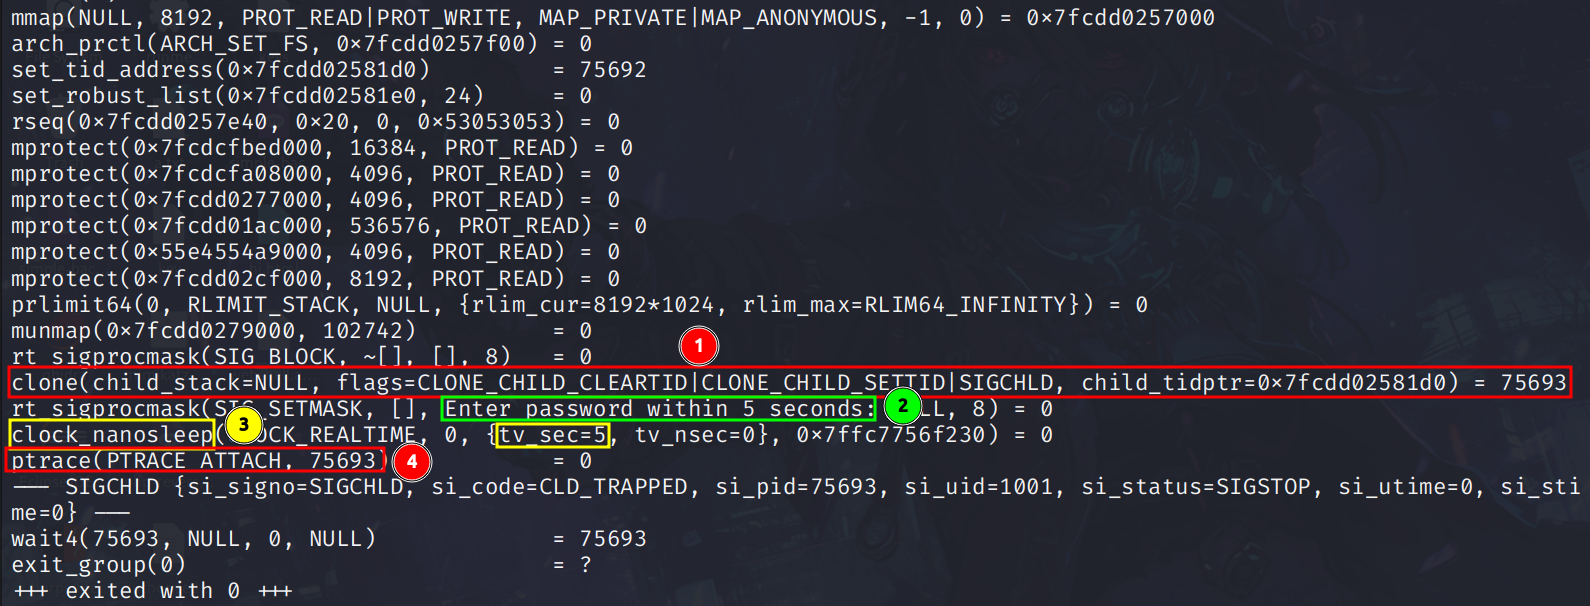 mmap(NULL, 8192, PROT_READ|PROT_WRITE, MAP_PRIVATE|MAP_ANONYMOUS, -1, 0) = 0×7fcdd0257000
arch_prctl(ARCH_SET_FS, 0×7fcdd0257f00) = 0
set_tid_address(0×7fcdd02581d0)         = 75692
set_robust_list(0×7fcdd02581e0, 24)     = 0
rseq(0×7fcdd0257e40, 0×20, 0, 0×53053053) = 0
mprotect(0×7fcdcfbed000, 16384, PROT_READ) = 0
mprotect(0×7fcdcfa08000, 4096, PROT_READ) = 0
mprotect(0×7fcdd0277000, 4096, PROT_READ) = 0
mprotect(0×7fcdd01ac000, 536576, PROT_READ) = 0
mprotect(0×55e4554a9000, 4096, PROT_READ) = 0
mprotect(0×7fcdd02cf000, 8192, PROT_READ) = 0
prlimit64(0, RLIMIT_STACK, NULL, {rlim_cur=8192*1024, rlim_max=RLIM64_INFINITY}) = 0
munmap(0×7fcdd0279000, 102742)          = 0
rt_sigprocmask(SIG_BLOCK, ~[], [], 8)   = 0
1
clone(child_stack=NULL, flags=CLONE_CHILD_CLEARTID|CLONE_CHILD_SETTID|SIGCHLD, child_tidptr=0×7fcdd02581d0) = 75693
rt_sigprocmask(SIG_SETMASK, [], Enter password within 5 seconds: 2 LL, 8) = 0
clock_nanosleep( 3 OCK_REALTIME, 0, {tv_sec=5, tv_nsec=0}, 0×7ffc7756f230) = 0
ptrace(PTRACE_ATTACH, 75693) 4          = 0
--- SIGCHLD {si_signo=SIGCHLD, si_code=CLD_TRAPPED, si_pid=75693, si_uid=1001, si_status=SIGSTOP, si_utime=0, si_sti
me=0} ---
wait4(75693, NULL, 0, NULL)             = 75693
exit_group(0)                           = ?
+++ exited with 0 +++